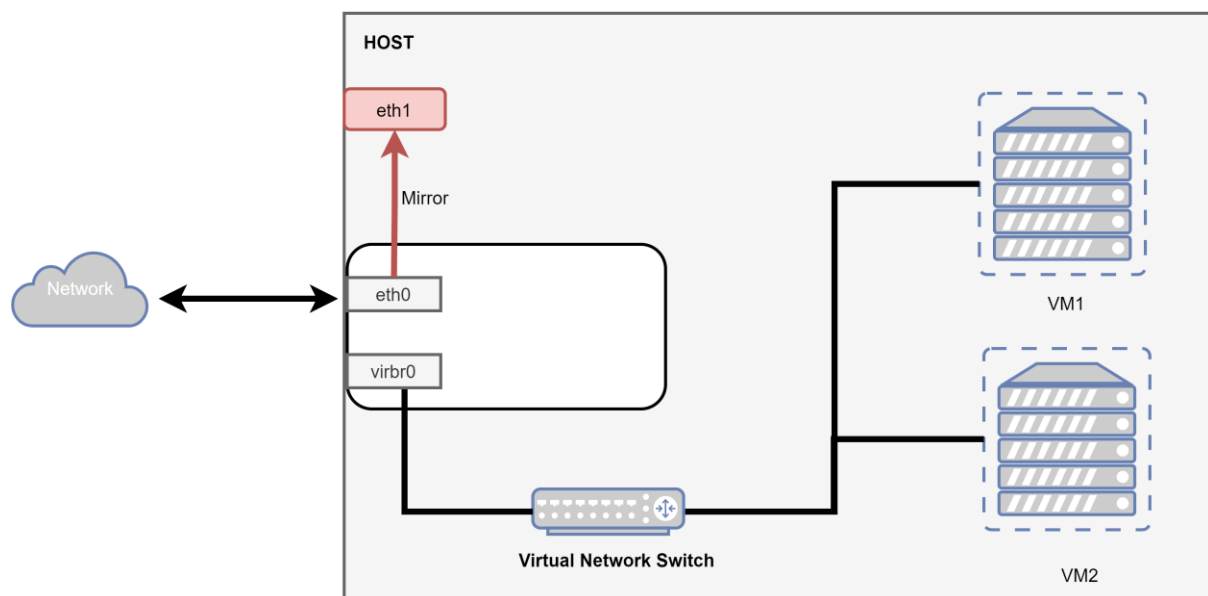 HOST
eth1
Mirror
Network
eth0
VM1
virbr0
Virtual Network Switch
VM2